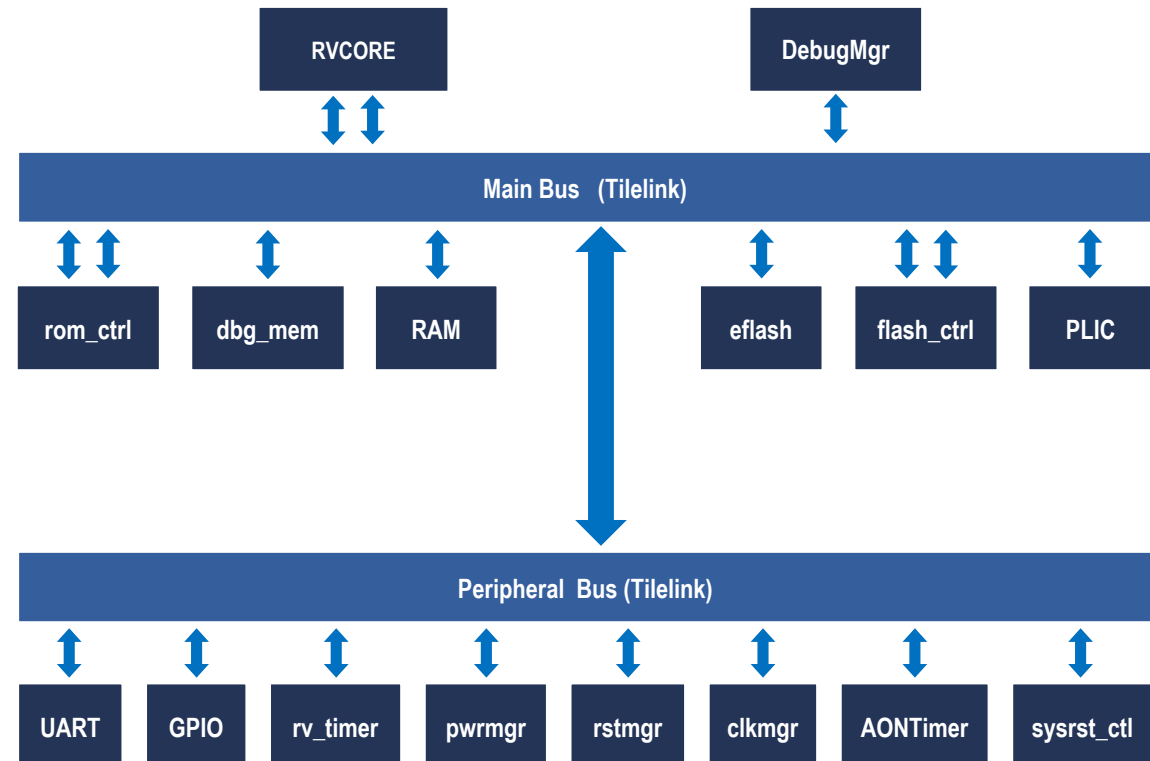 RVCORE
DebugMgr
Main Bus (Tilelink)
rom_ctrl
dbg_mem
RAM
eflash
flash_ctrl
PLIC
Peripheral Bus (Tilelink)
UART
GPIO
rv_timer
pwrmgr
rstmgr
clkmgr
AONTimer
sysrst_ctl